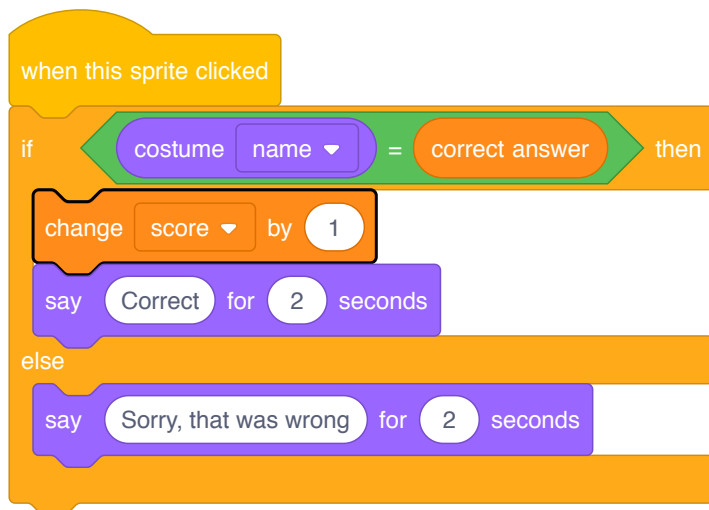 when this sprite clicked
if costume name = correct answer then
change score by 1
say Correct for 2 seconds
else
say Sorry, that was wrong for 2 seconds